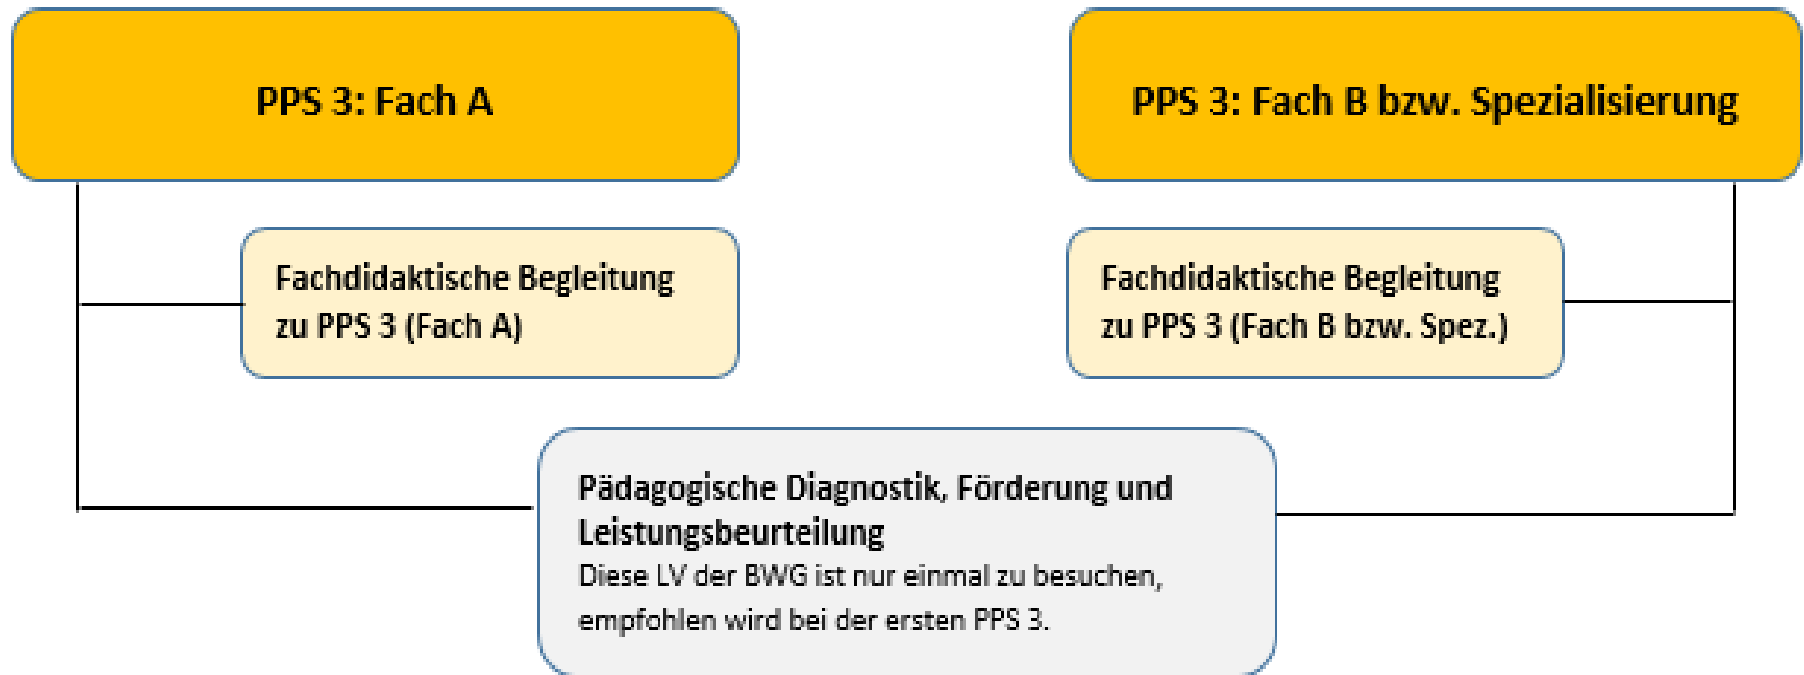 PPS 3: Fach A
PPS 3: Fach B bzw. Spezialisierung
Fachdidaktische Begleitung
zu PPS 3 (Fach A)
Fachdidaktische Begleitung
zu PPS 3 (Fach B bzw. Spez.)
Pädagogische Diagnostik, Förderung und
Leistungsbeurteilung
Diese LV der BWG ist nur einmal zu besuchen,
empfohlen wird bei der ersten PPS 3.